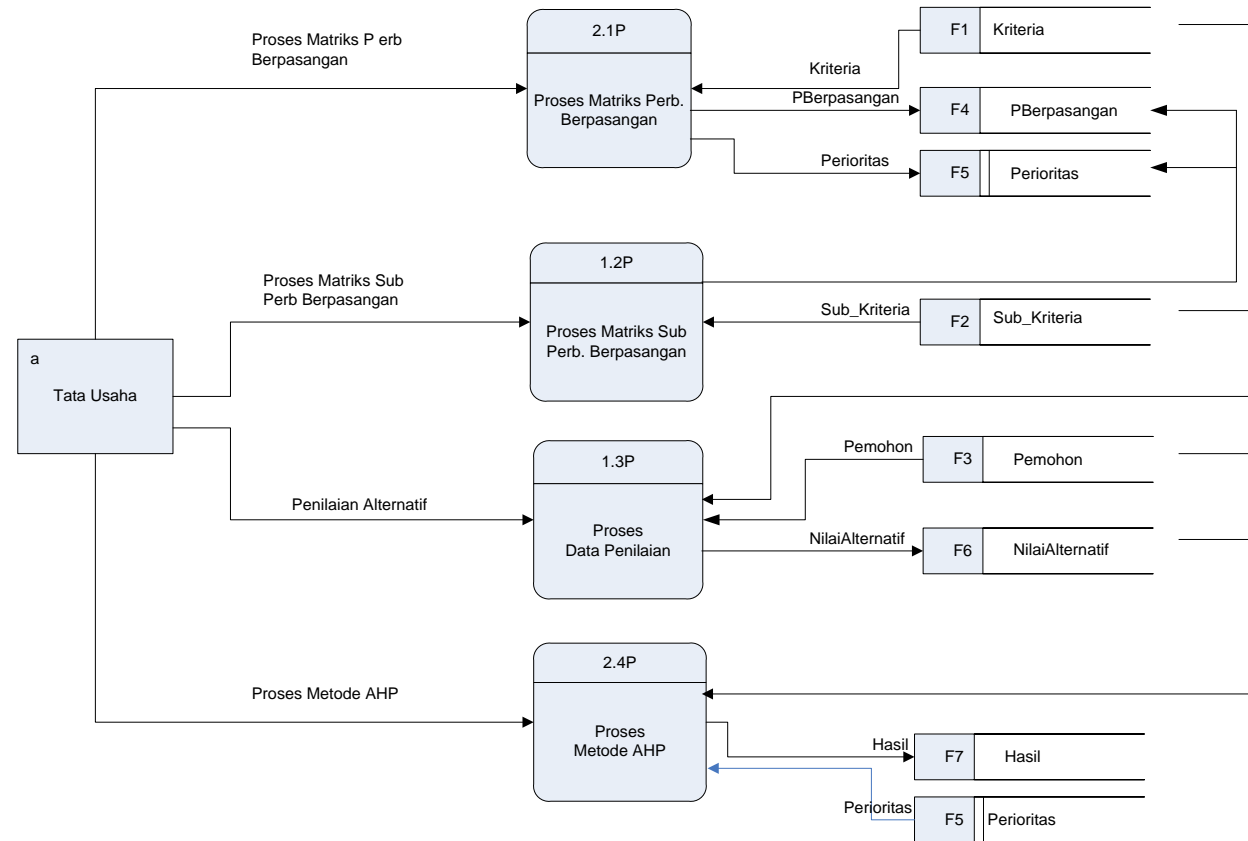 2.1P
F1
Kriteria
Proses Matriks P erb
Berpasangan
Kriteria
Proses Matriks Perb.
Berpasangan
PBerpasangan
F4
PBerpasangan
Perioritas
F5
Perioritas
1.2P
Proses Matriks Sub
Perb Berpasangan
Sub_Kriteria
F2
Sub_Kriteria
Proses Matriks Sub
Perb. Berpasangan
a
Tata Usaha
1.3P
Pemohon
F3
Pemohon
Penilaian Alternatif
Proses
Data Penilaian
NilaiAlternatif
F6
NilaiAlternatif
2.4P
Proses Metode AHP
Proses
Metode AHP
Hasil
F7
Hasil
Perioritas
F5
Perioritas